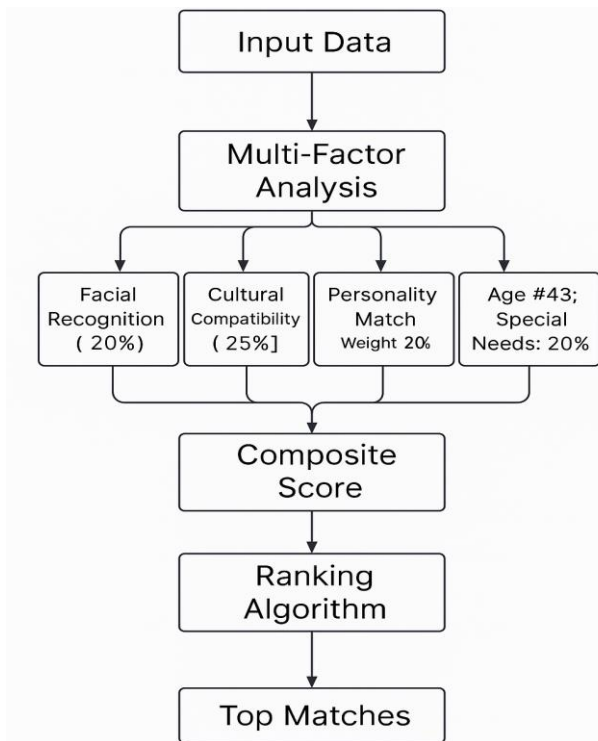 Input Data
Multi-Factor
Analysis
Facial
Recognition
( 20%)
Cultural
Compatibility
( 25%]
Personality
Match
Weight 20%
Age #43;
Special
Needs: 20%
Composite
Score
Ranking
Algorithm
Top Matches